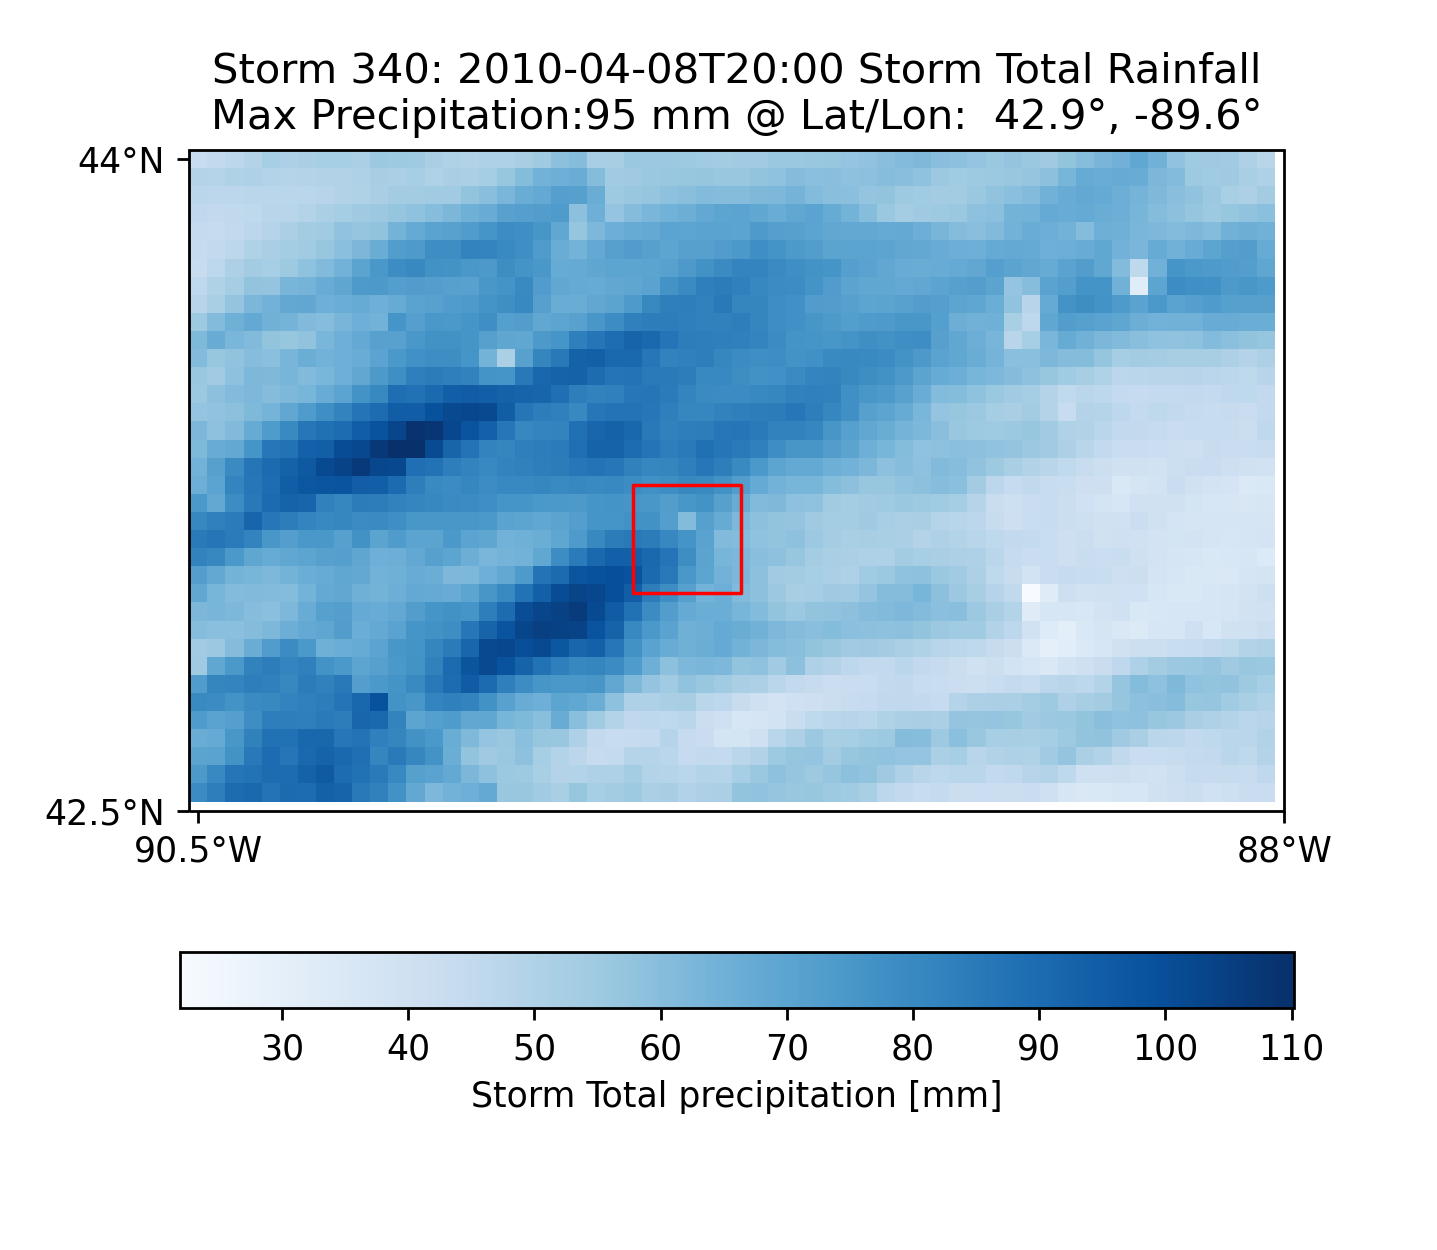 Storm 340: 2010-04-08T20:00 Storm Total Rainfall
Max Precipitation:95 mm @ Lat/Lon:  42.9°, -89.6°
44°N
42.5°N
90.5°W 88°W
30 40 50 60 70 80 90 100 110
Storm Total precipitation [mm]